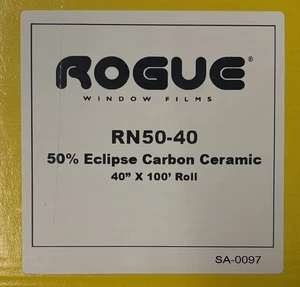 ROGUE®
WINDOW FILMS
RN50-40
50% Eclipse Carbon Ceramic
40” X 100’ Roll
SA-0097